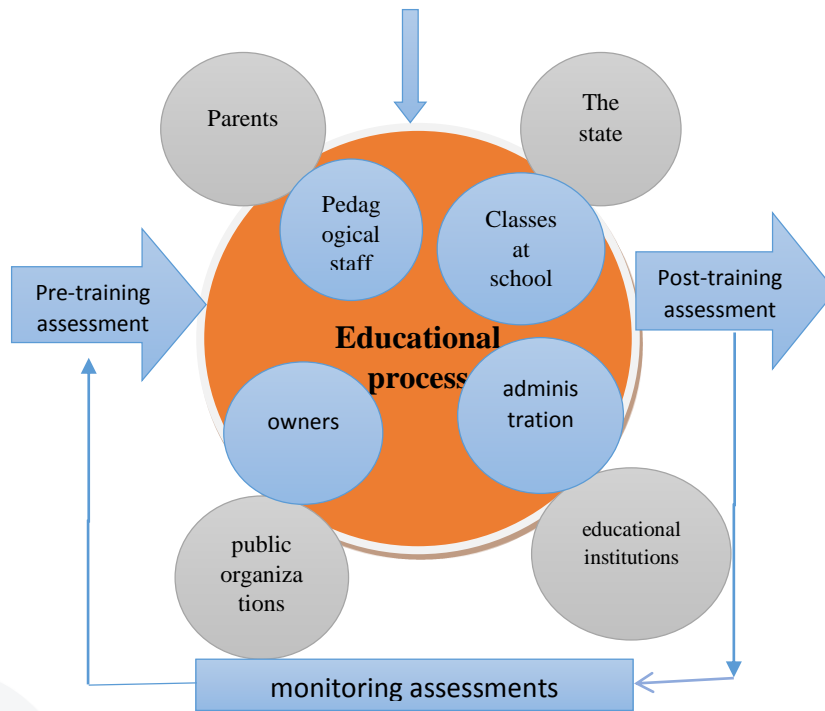 Parents
The
state
Pedag
ogical
staff
Classes
at
school
Pre-training
assessment
Post-training
assessment
Educational
process
owners
adminis
tration
public
organiza
tions
educational
institutions
monitoring assessments